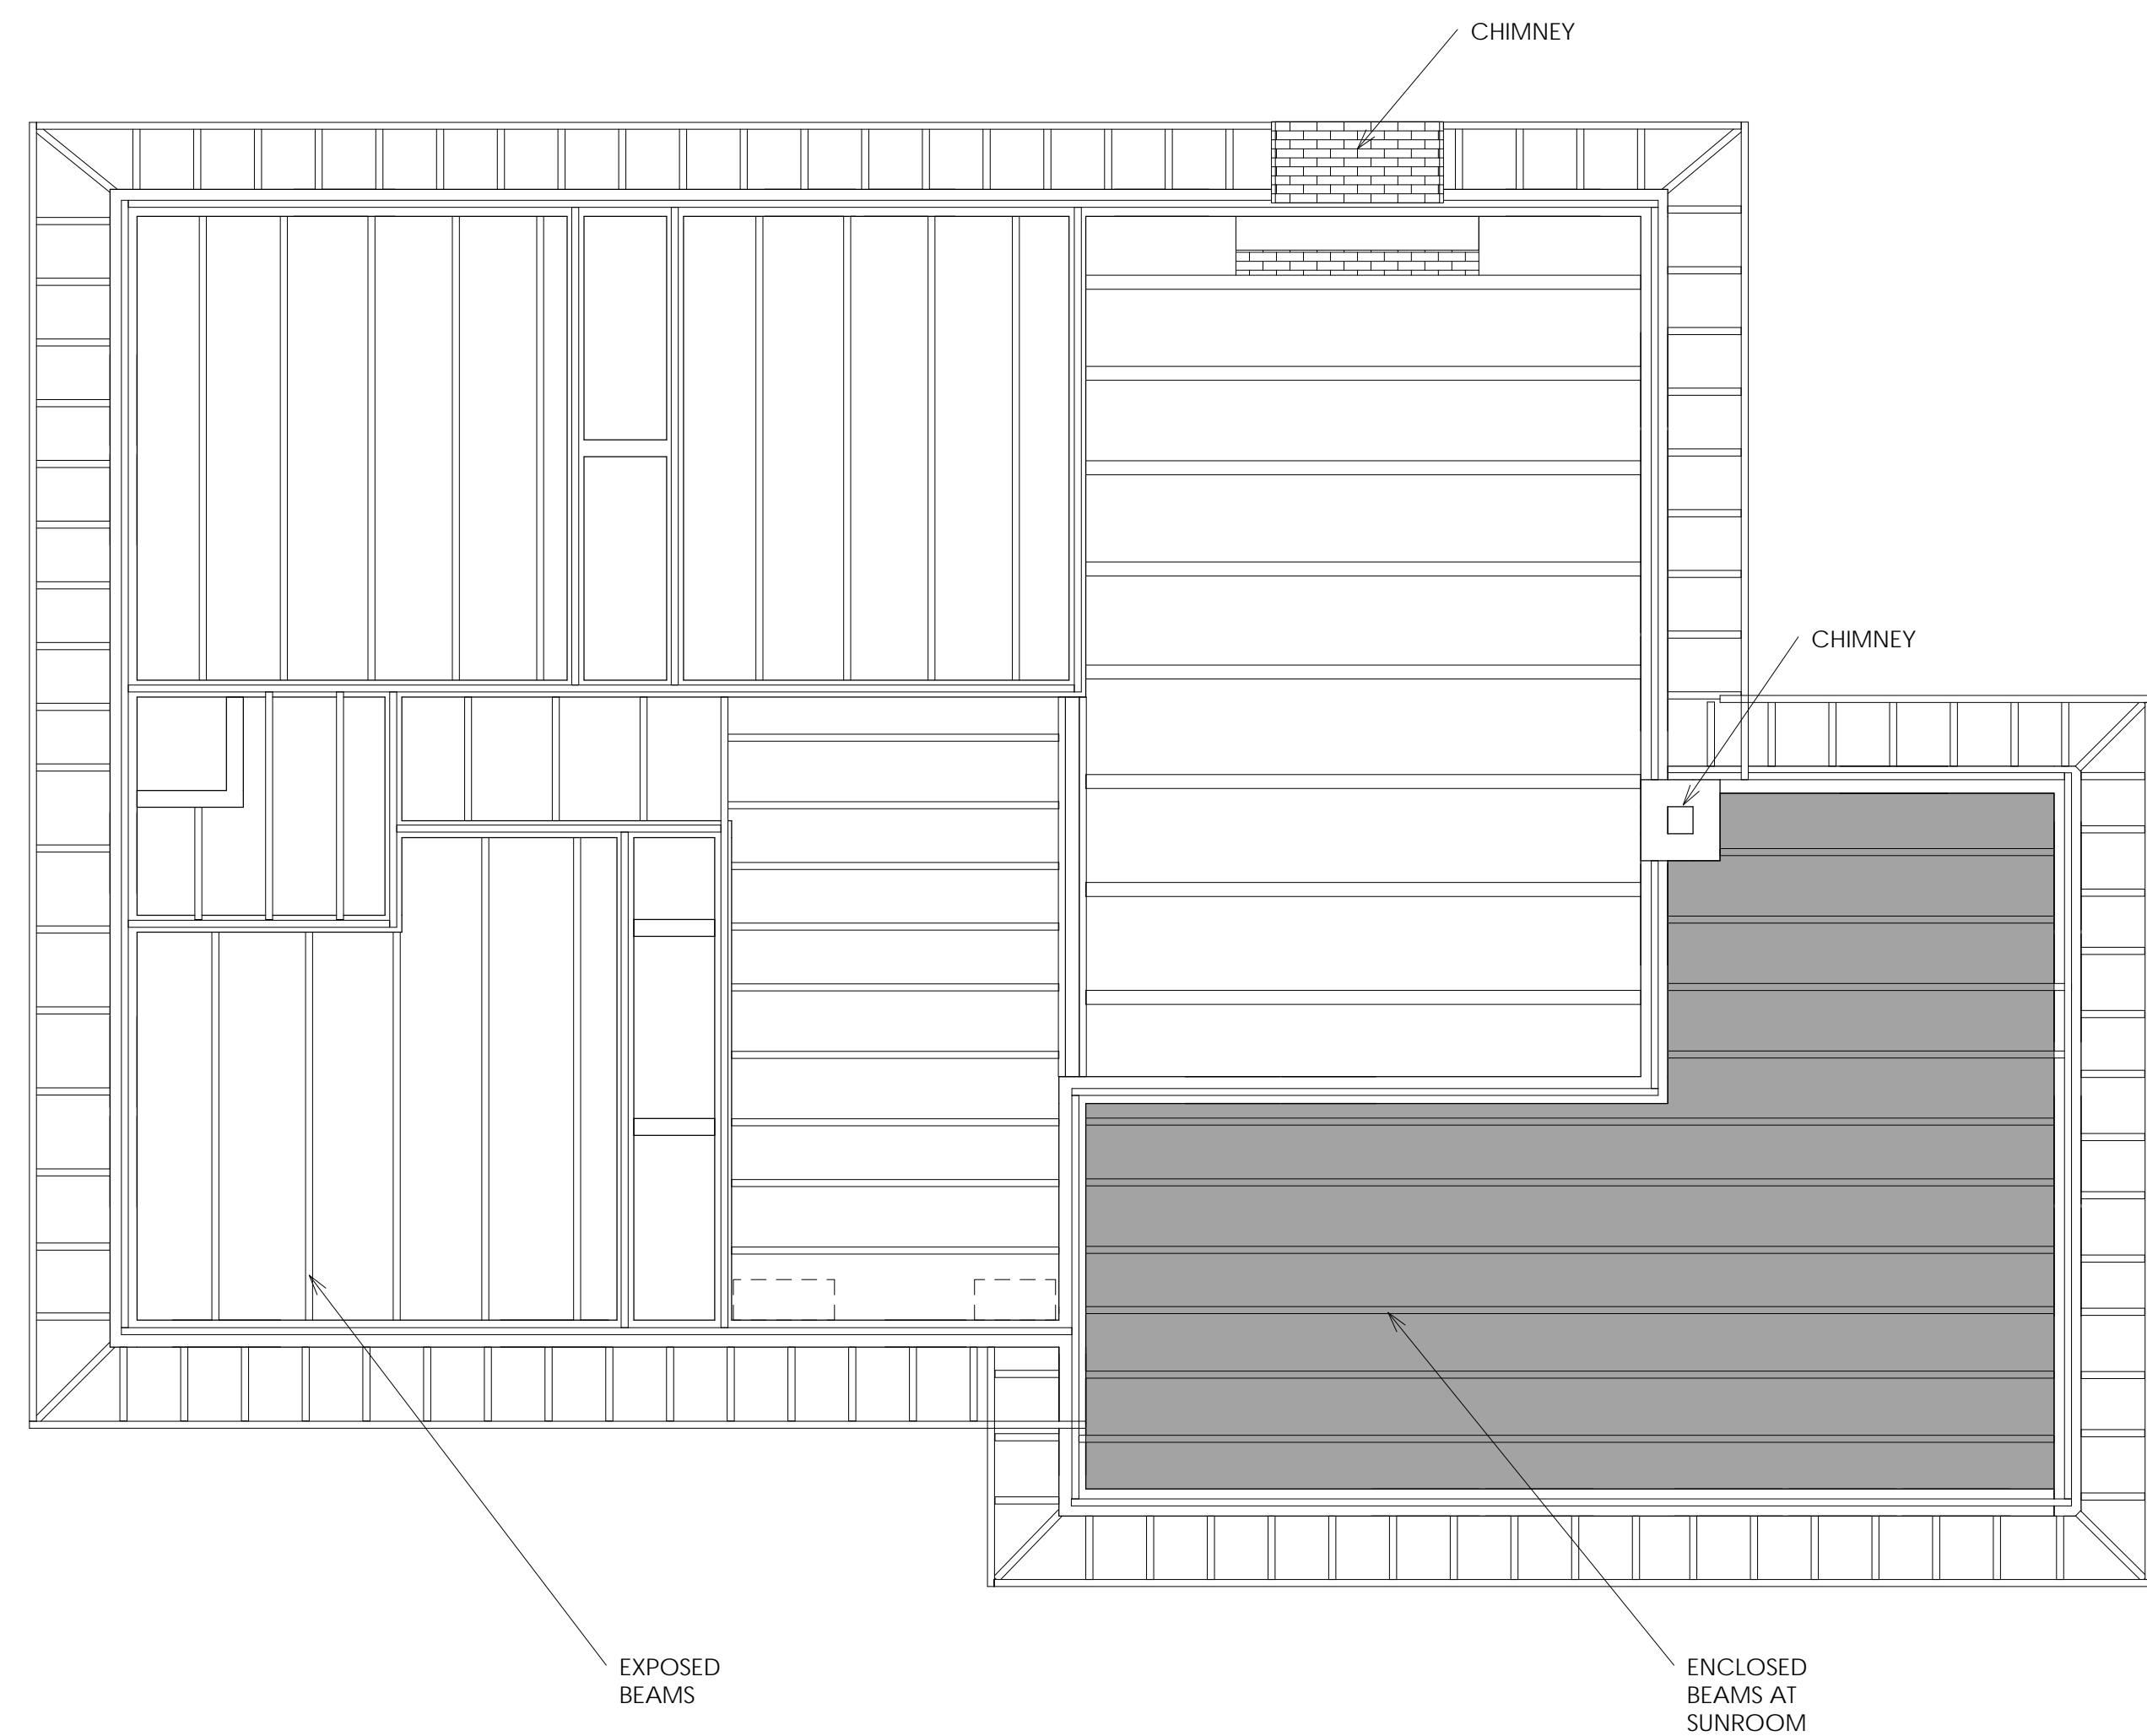 CHIMNEY
CHIMNEY
EXPOSED
BEAMS
ENCLOSED
BEAMS AT
SUNROOM